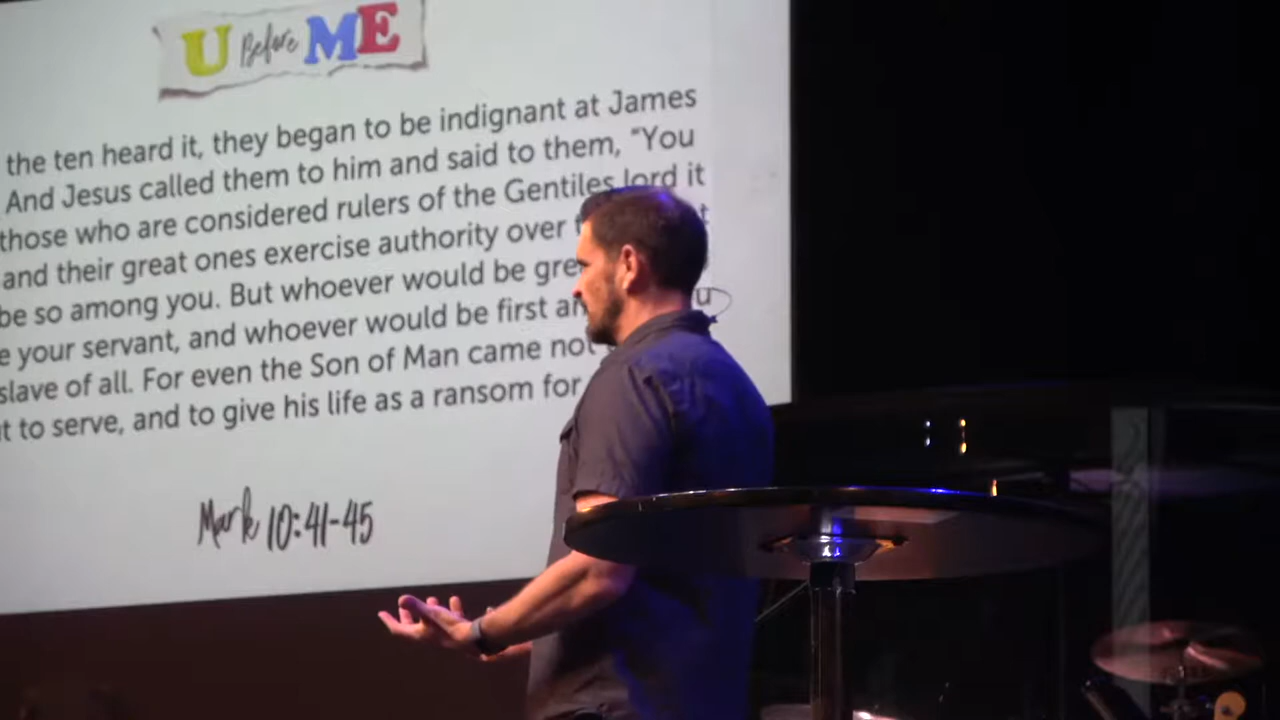 U Before ME
the ten heard it, they began to be indignant at James
And Jesus called them to him and said to them, “You
those who are considered rulers of the Gentiles lord it
and their great ones exercise authority over
be so among you. But whoever would be
your servant, and whoever would be first
slave of all. For even the Son of Man came not
to serve, and to give his life as a ransom for
Mark 10:41-45